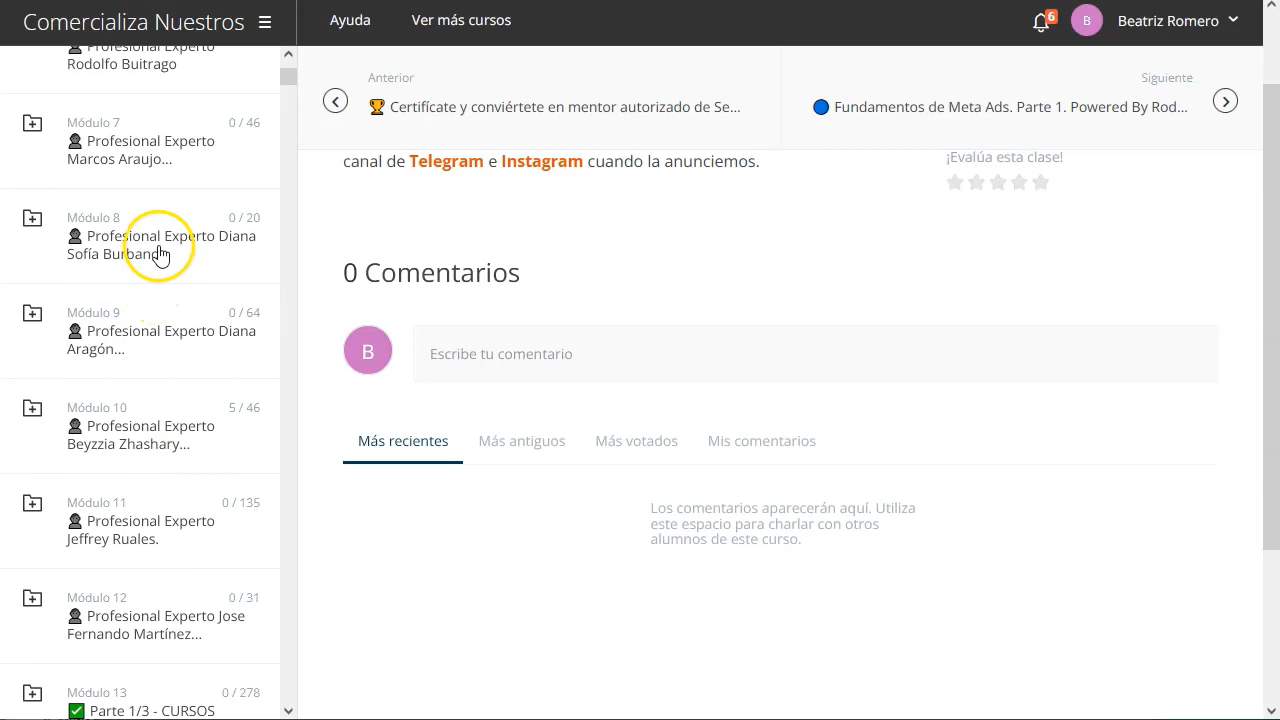 Comercializa Nuestros
Ayuda
Ver más cursos
6
B
Beatriz Romero
Profesional Experto
Rodolfo Buitrago
Módulo 7
0 / 46
Profesional Experto
Marcos Araujo...
Módulo 8
0 / 20
Profesional Experto Diana
Sofía Burbano
Módulo 9
0 / 64
Profesional Experto Diana
Aragón...
Módulo 10
5 / 46
Profesional Experto
Beyzzia Zhashary...
Módulo 11
0 / 135
Profesional Experto
Jeffrey Ruales.
Módulo 12
0 / 31
Profesional Experto Jose
Fernando Martínez...
Módulo 13
0 / 278
Parte 1/3 - CURSOS
Anterior
Certifícate y conviértete en mentor autorizado de Se...
Siguiente
Fundamentos de Meta Ads. Parte 1. Powered By Rod...
canal de Telegram e Instagram cuando la anunciemos.
¡Evalúa esta clase!
0 Comentarios
B
Escribe tu comentario
Más recientes
Más antiguos
Más votados
Mis comentarios
Los comentarios aparecerán aquí. Utiliza
este espacio para charlar con otros
alumnos de este curso.